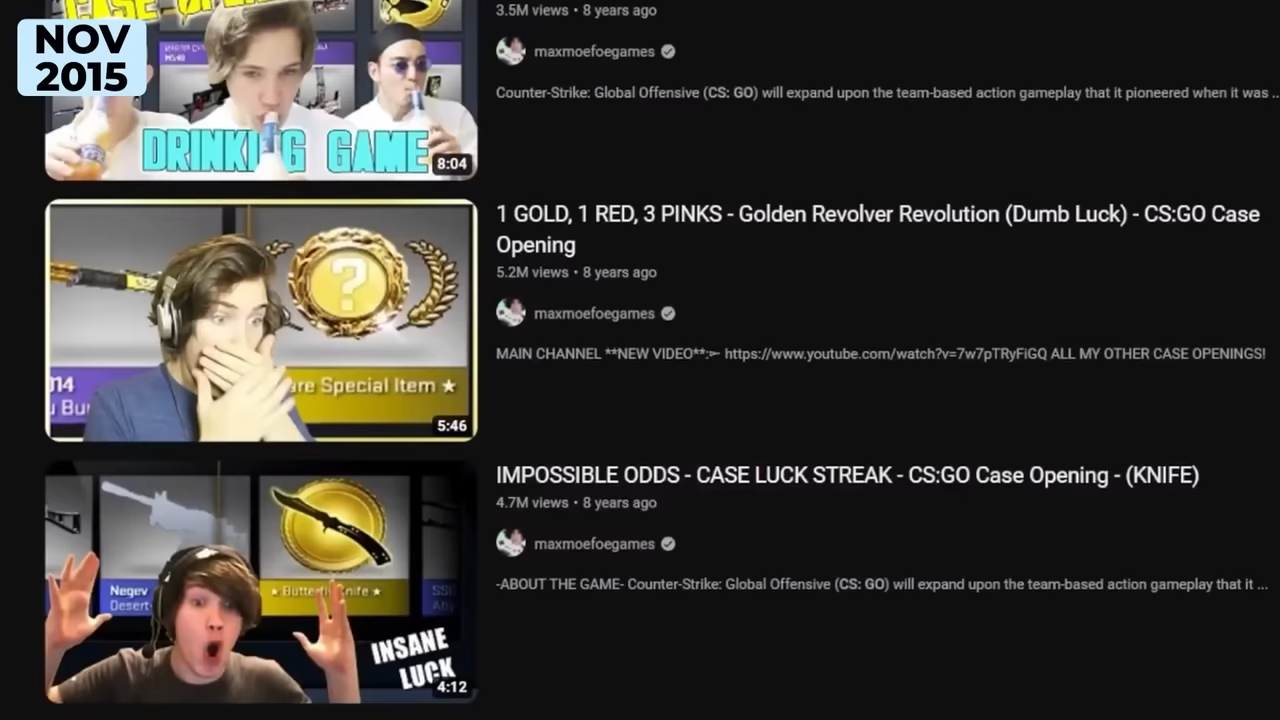 CASE-OPENING
NOV
2015
DRINKING GAME
8:04
3.5M views • 8 years ago
maxmoefoegames
Counter-Strike: Global Offensive (CS: GO) will expand upon the team-based action gameplay that it pioneered when it was ...
are Special Item ★
5:46
1 GOLD, 1 RED, 3 PINKS - Golden Revolver Revolution (Dumb Luck) - CS:GO Case
Opening
5.2M views • 8 years ago
maxmoefoegames
MAIN CHANNEL **NEW VIDEO**:➣ https://www.youtube.com/watch?v=7w7pTRyFiGQ ALL MY OTHER CASE OPENINGS!
Negev
Desert-
★ Butterfly Knife ★
INSANE
LUCK
4:12
IMPOSSIBLE ODDS - CASE LUCK STREAK - CS:GO Case Opening - (KNIFE)
4.7M views • 8 years ago
maxmoefoegames
-ABOUT THE GAME- Counter-Strike: Global Offensive (CS: GO) will expand upon the team-based action gameplay that it ...